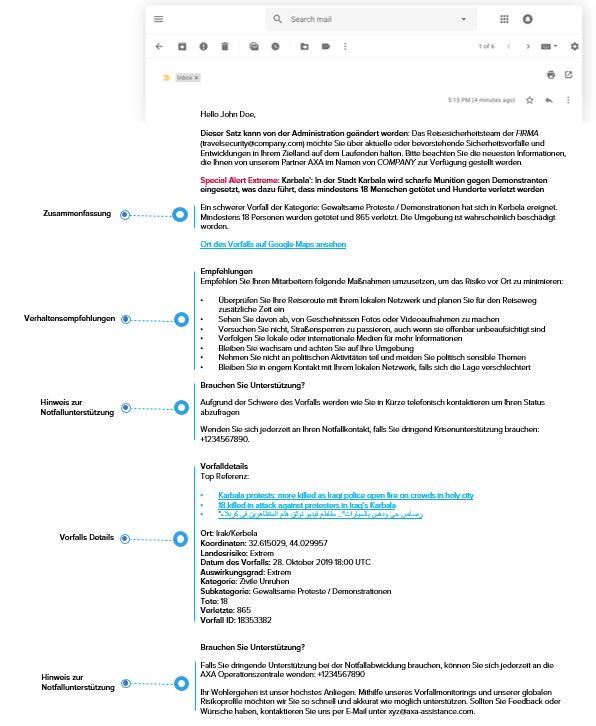 Search mail
1 of 6
Inbox ×
5:15 PM (4 minutes ago)
Hello John Doe,
Dieser Satz kann von der Administration geändert werden: Das Reisesicherheitsteam der FIRMA
(travelsecurity@company.com) möchte Sie über aktuelle oder bevorstehende Sicherheitsvorfälle und
Entwicklungen in Ihrem Zielland auf dem Laufenden halten. Bitte beachten Sie die neuesten Informationen,
die Ihnen von unserem Partner AXA im Namen von COMPANY zur Verfügung gestellt werden
Special Alert Extreme: Karbala': In der Stadt Karbala wird scharfe Munition gegen Demonstranten
eingesetzt, was dazu führt, dass mindestens 18 Menschen getötet und Hunderte verletzt werden
Zusammenfassung
Ein schwerer Vorfall der Kategorie: Gewaltsame Proteste / Demonstrationen hat sich in Kerbela ereignet.
Mindestens 18 Personen wurden getötet und 865 verletzt. Die Umgebung ist wahrscheinlich beschädigt
worden.
Ort des Vorfalls auf Google Maps ansehen
Verhaltensempfehlungen
Empfehlungen
Empfehlen Sie Ihren Mitarbeitern folgende Maßnahmen umzusetzen, um das Risiko vor Ort zu minimieren:
• Überprüfen Sie Ihre Reiseroute mit Ihrem lokalen Netzwerk und planen Sie für den Reiseweg
zusätzliche Zeit ein
• Sehen Sie davon ab, von Geschehnissen Fotos oder Videoaufnahmen zu machen
• Versuchen Sie nicht, Straßensperren zu passieren, auch wenn sie offenbar unbeaufsichtigt sind
• Verfolgen Sie lokale oder internationale Medien für mehr Informationen
• Bleiben Sie wachsam und achten Sie auf Ihre Umgebung
• Nehmen Sie nicht an politischen Aktivitäten teil und meiden Sie politisch sensible Themen
• Bleiben Sie in engem Kontakt mit Ihrem lokalen Netzwerk, falls sich die Lage verschlechtert
Hinweis zur
Notfallunterstützung
Brauchen Sie Unterstützung?
Aufgrund der Schwere des Vorfalls werden wie Sie in Kürze telefonisch kontaktieren um Ihren Status
abzufragen
Wenden Sie sich jederzeit an Ihren Notfallkontakt, falls Sie dringend Krisenunterstützung brauchen:
+1234567890.
Vorfalls Details
Vorfalldetails
Top Referenz:
• Karbala protests: more killed as Iraqi police open fire on crowds in holy city
• 18 killed in attack against protesters in Iraq's Karbala
• "رصاص حي ودهس بالسيارات".. مقاطع فيديو توثق قمع المتظاهرين في كربلاء
Ort: Irak/Kerbela
Koordinaten: 32.615029, 44.029957
Landesrisiko: Extrem
Datum des Vorfalls: 28. Oktober 2019 18:00 UTC
Auswirkungsgrad: Extrem
Kategorie: Zivile Unruhen
Subkategorie: Gewaltsame Proteste / Demonstrationen
Tote: 18
Verletzte: 865
Vorfall ID: 18353382
Hinweis zur
Notfallunterstützung
Brauchen Sie Unterstützung?
Falls Sie dringende Unterstützung bei der Notfallabwicklung brauchen, können Sie sich jederzeit an die
AXA Operationszentrale wenden: +1234567890
Ihr Wohlergehen ist unser höchstes Anliegen. Mithilfe unseres Vorfallmonitorings und unserer globalen
Risikoprofile möchten wir Sie so schnell und akkurat wie möglich unterstützen. Sollten Sie Feedback oder
Wünsche haben, kontaktieren Sie uns per E-Mail unter xyz@axa-assistance.com.